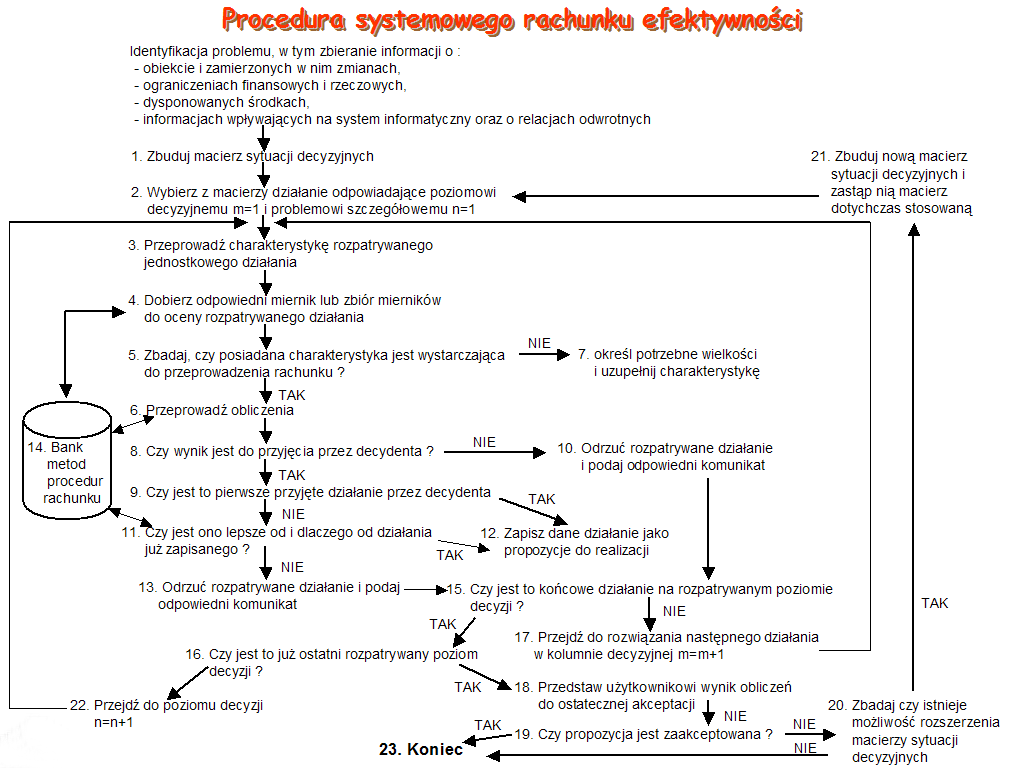 Procedura systemowego rachunku efektywności
Identyfikacja problemu, w tym zbieranie informacji o :
- obiekcie i zamierzonych w nim zmianach,
- ograniczeniach finansowych i rzeczowych,
- dysponowanych środkach,
- informacjach wpływających na system informatyczny oraz o relacjach odwrotnych
1. Zbuduj macierz sytuacji decyzyjnych
2. Wybierz z macierzy działanie odpowiadające poziomowi
decyzyjnemu m=1 i problemowi szczegółowemu n=1
21. Zbuduj nową macierz
sytuacji decyzyjnych i
zastąp nią macierz
dotychczas stosowaną
3. Przeprowadź charakterystykę rozpatrywanego
jednostkowego działania
4. Dobierz odpowiedni miernik lub zbiór mierników
do oceny rozpatrywanego działania
5. Zbadaj, czy posiadana charakterystyka jest wystarczająca
do przeprowadzenia rachunku ?
NIE
7. określ potrzebne wielkości
i uzupełnij charakterystykę
TAK
6. Przeprowadź obliczenia
14. Bank
metod
procedur
rachunku
8. Czy wynik jest do przyjęcia przez decydenta ?
NIE
10. Odrzuć rozpatrywane działanie
i podaj odpowiedni komunikat
TAK
9. Czy jest to pierwsze przyjęte działanie przez decydenta
TAK
NIE
11. Czy jest ono lepsze od i dlaczego od działania
już zapisanego ?
TAK
12. Zapisz dane działanie jako
propozycje do realizacji
NIE
13. Odrzuć rozpatrywane działanie i podaj
odpowiedni komunikat
15. Czy jest to końcowe działanie na rozpatrywanym poziomie
decyzji ?
TAK
NIE
TAK
17. Przejdź do rozwiązania następnego działania
w kolumnie decyzyjnej m=m+1
16. Czy jest to już ostatni rozpatrywany poziom
decyzji ?
TAK
18. Przedstaw użytkownikowi wynik obliczeń
do ostatecznej akceptacji
22. Przejdź do poziomu decyzji
n=n+1
NIE
TAK
19. Czy propozycja jest zaakceptowana ?
NIE
NIE
20. Zbadaj czy istnieje
możliwość rozszerzenia
macierzy sytuacji
decyzyjnych
23. Koniec